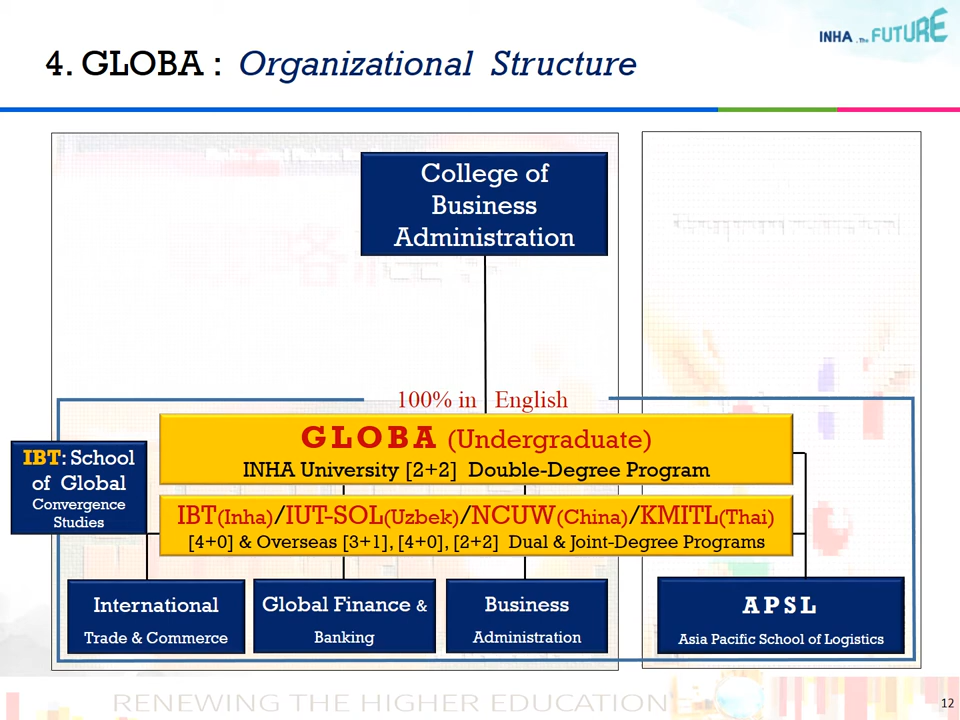 INHA . The FUTURE
4. GLOBA : Organizational Structure
College of
Business
Administration
100% in English
GLOBA (Undergraduate)
INHA University [2+2] Double-Degree Program
IBT: School
of Global
Convergence
Studies
IBT(Inha)/IUT-SOL(Uzbek)/NCUW(China)/KMITL(Thai)
[4+0] & Overseas [3+1], [4+0], [2+2] Dual & Joint-Degree Programs
International
Trade & Commerce
Global Finance &
Banking
Business
Administration
APSL
Asia Pacific School of Logistics
RENEWING THE HIGHER EDUCATION
12